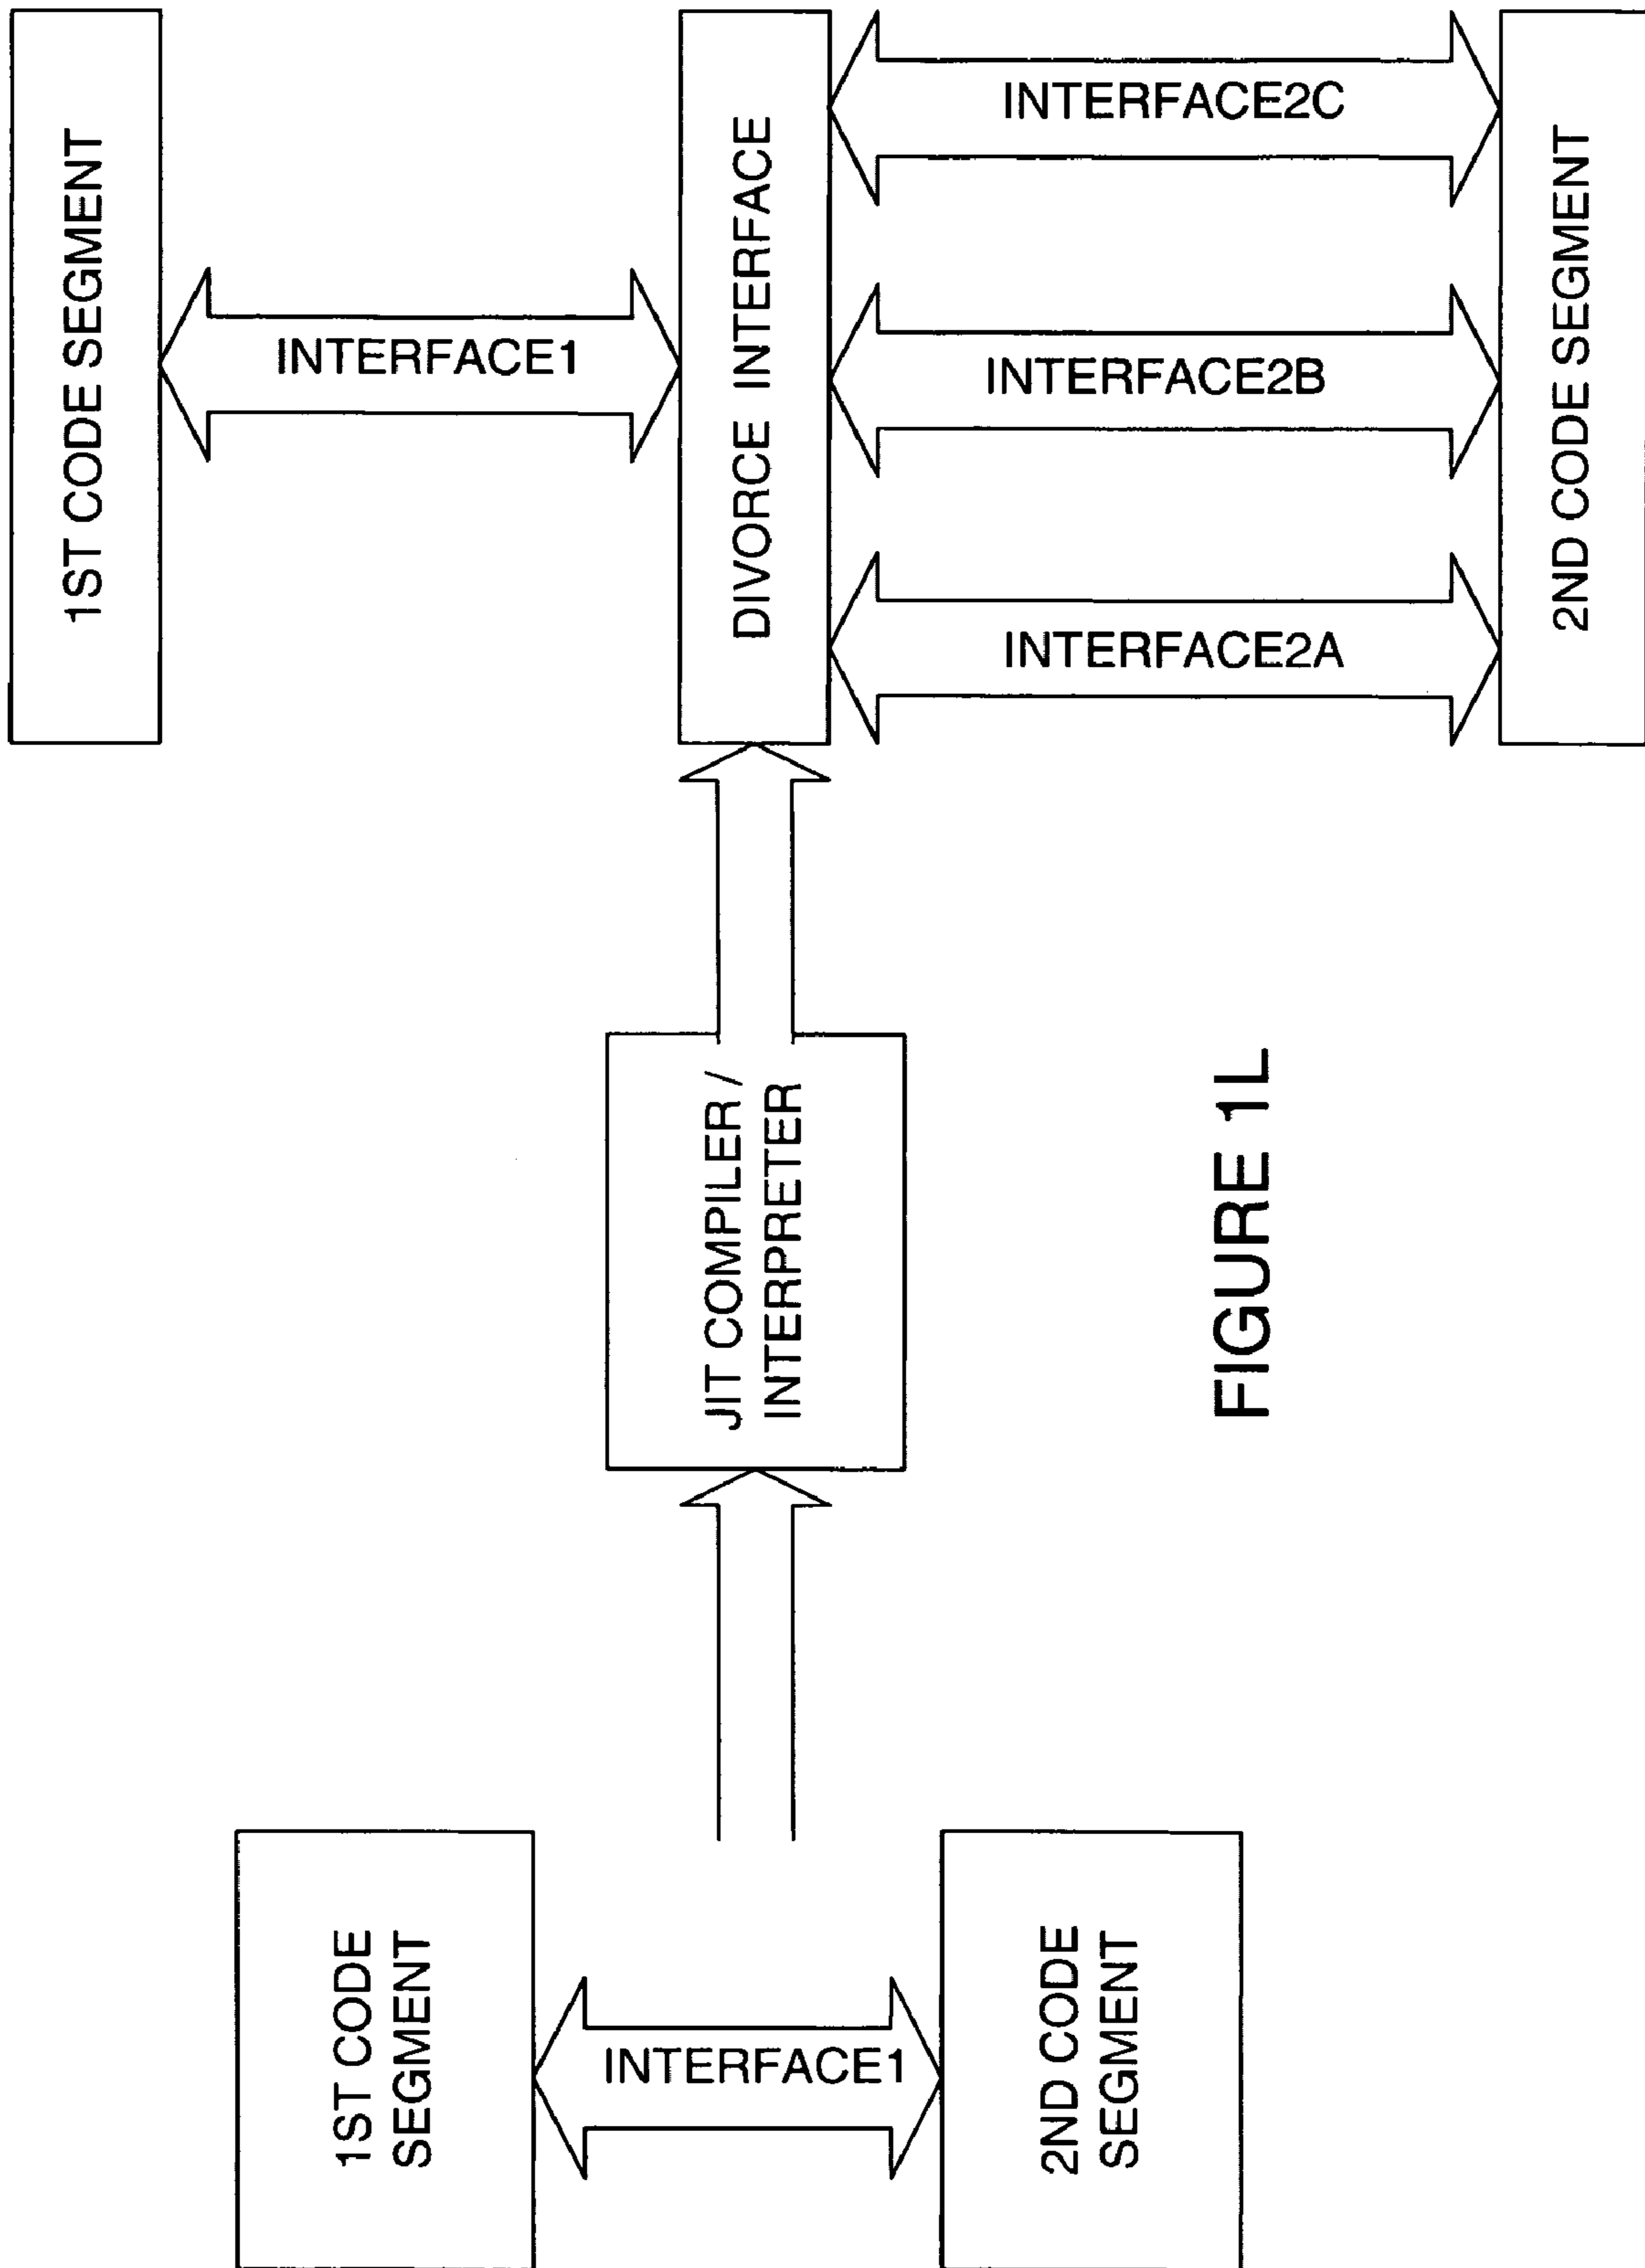 1ST CODE
SEGMENT
INTERFACE1
2ND CODE
SEGMENT
JIT COMPILER /
INTERPRETER
1ST CODE SEGMENT
INTERFACE1
DIVORCE INTERFACE
INTERFACE2A
INTERFACE2B
INTERFACE2C
2ND CODE SEGMENT
FIGURE 1L